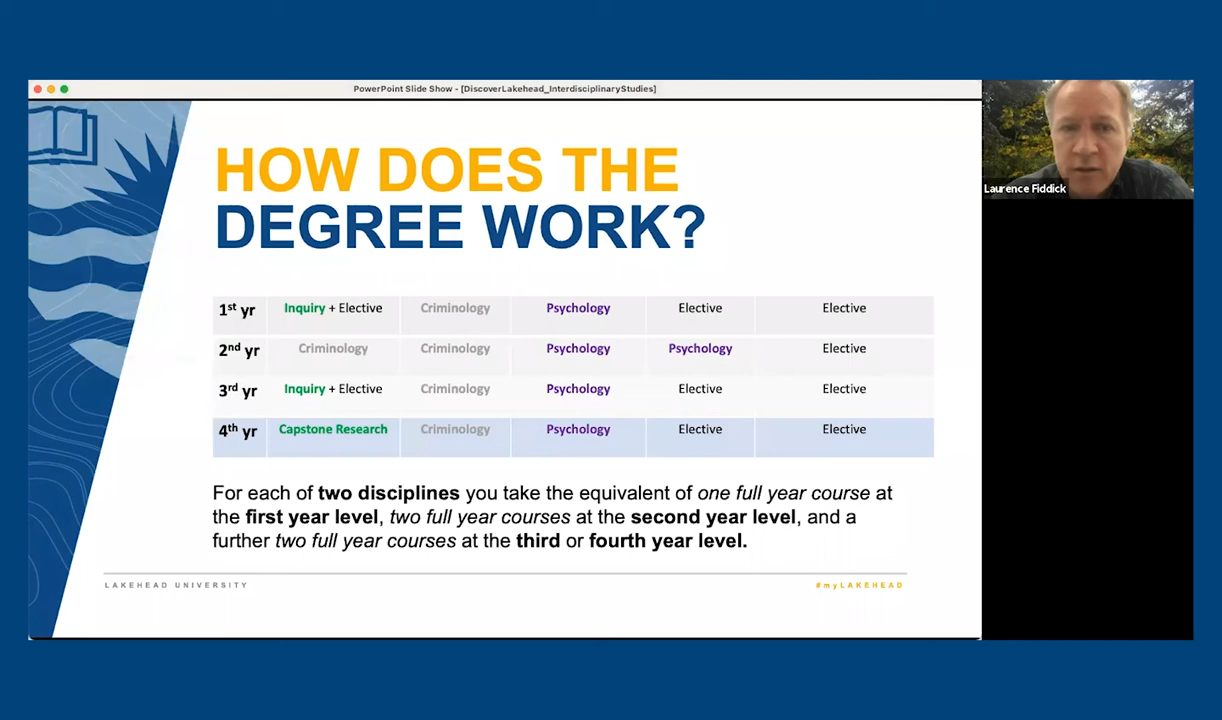 PowerPoint Slide Show - [DiscoverLakehead_InterdisciplinaryStudies]
HOW DOES THE
DEGREE WORK?
1st yr Inquiry + Elective Criminology Psychology Elective Elective
2nd yr Criminology Criminology Psychology Psychology Elective
3rd yr Inquiry + Elective Criminology Psychology Elective Elective
4th yr Capstone Research Criminology Psychology Elective Elective
For each of two disciplines you take the equivalent of one full year course at
the first year level, two full year courses at the second year level, and a
further two full year courses at the third or fourth year level.
LAKEHEAD UNIVERSITY
#myLAKEHEAD
Laurence Fiddick